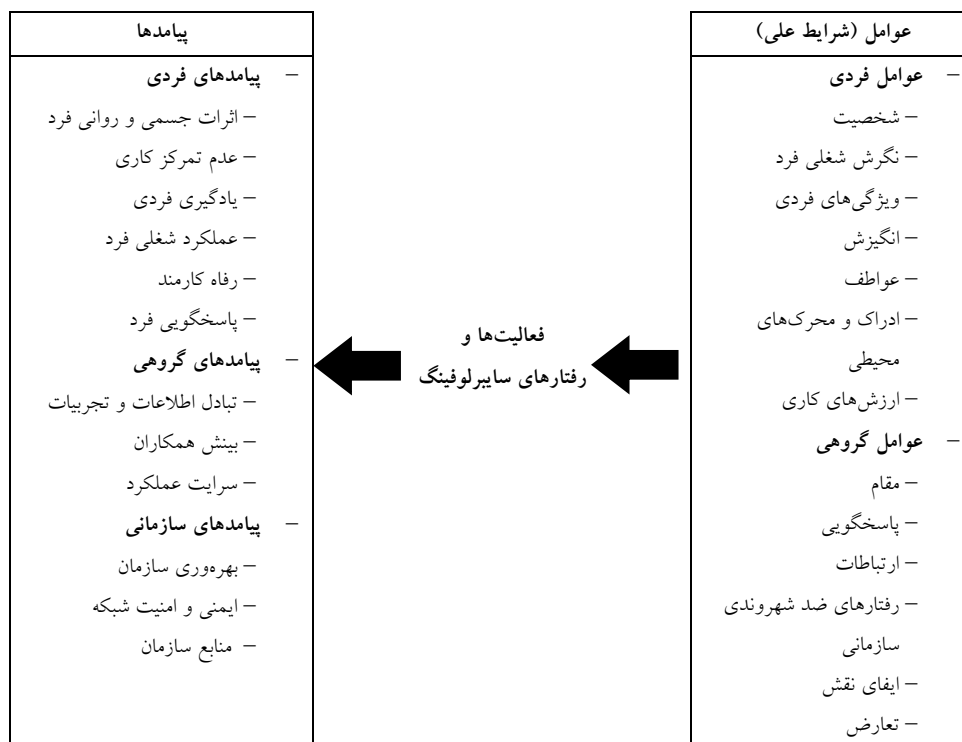 عوامل (شرایط علی)
– عوامل فردی
– شخصیت
– نگرش شغلی فرد
– ویژگی‌های فردی
– انگیزش
– عواطف
– ادراک و محرک‌های
محیطی
– ارزش‌های کاری
– عوامل گروهی
– مقام
– پاسخگویی
– ارتباطات
– رفتارهای ضد شهروندی
سازمانی
– ایفای نقش
– تعارض
فعالیت‌ها و
رفتارهای سایبرلوفینگ
پیامدها
– پیامدهای فردی
– اثرات جسمی و روانی فرد
– عدم تمرکز کاری
– یادگیری فردی
– عملکرد شغلی فرد
– رفاه کارمند
– پاسخگویی فرد
– پیامدهای گروهی
– تبادل اطلاعات و تجربیات
– بینش همکاران
– سرایت عملکرد
– پیامدهای سازمانی
– بهره‌وری سازمان
– ایمنی و امنیت شبکه
– منابع سازمان